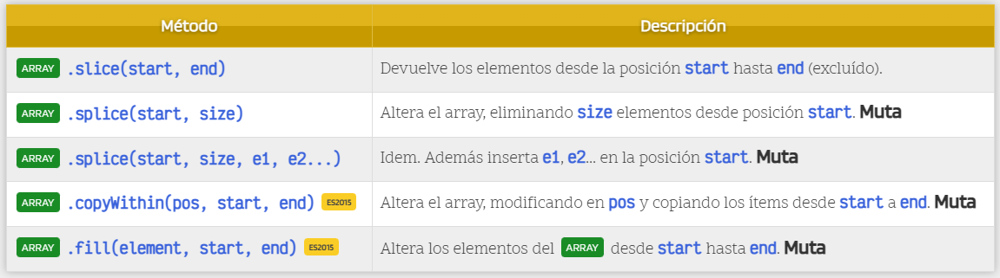 Método Descripción
ARRAY .slice(start, end) Devuelve los elementos desde la posición start hasta end (excluído).
ARRAY .splice(start, size) Altera el array, eliminando size elementos desde posición start. Muta
ARRAY .splice(start, size, e1, e2...) Idem. Además inserta e1, e2... en la posición start. Muta
ARRAY .copyWithin(pos, start, end) ES2015 Altera el array, modificando en pos y copiando los ítems desde start a end. Muta
ARRAY .fill(element, start, end) ES2015 Altera los elementos del ARRAY desde start hasta end. Muta